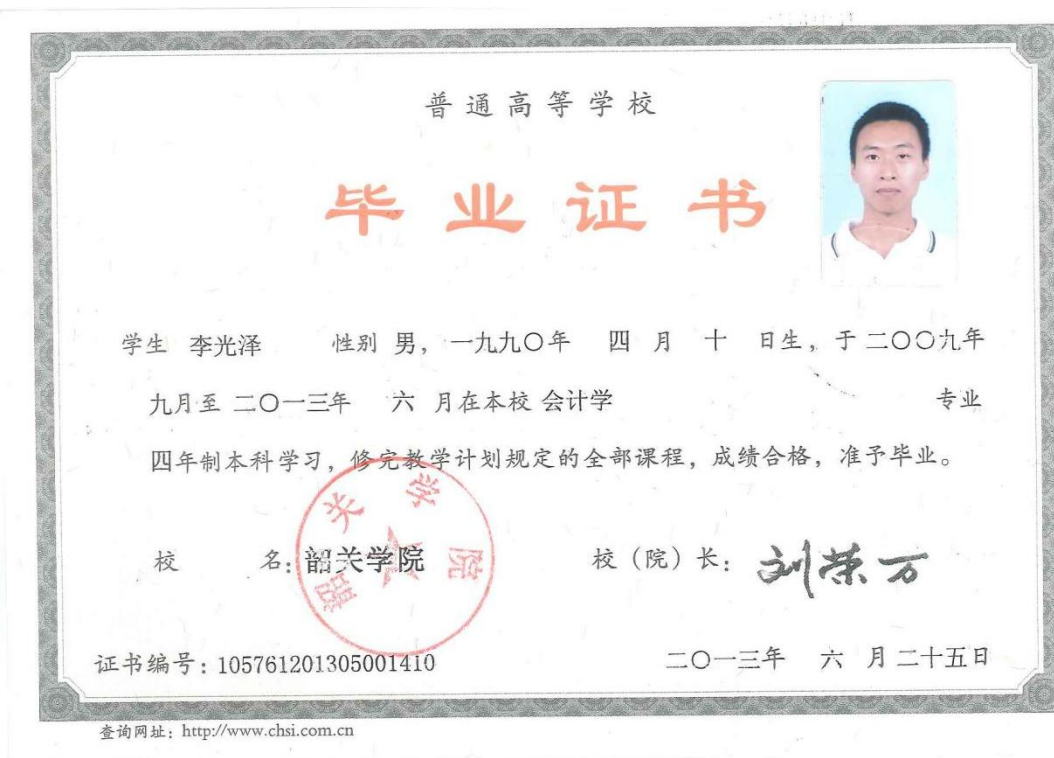 普通高等学校
毕业证书
学生 李光泽 性别 男，一九九〇年 四 月 十 日生，于二〇〇九年
九月至 二〇一三年 六 月在本校 会计学 专业
四年制本科学习，修完教学计划规定的全部课程，成绩合格，准予毕业。
韶关学院
校 名：韶关学院 校（院）长：刘荣万
证书编号：105761201305001410 二〇一三年 六 月二十五日
查询网址：http://www.chsi.com.cn